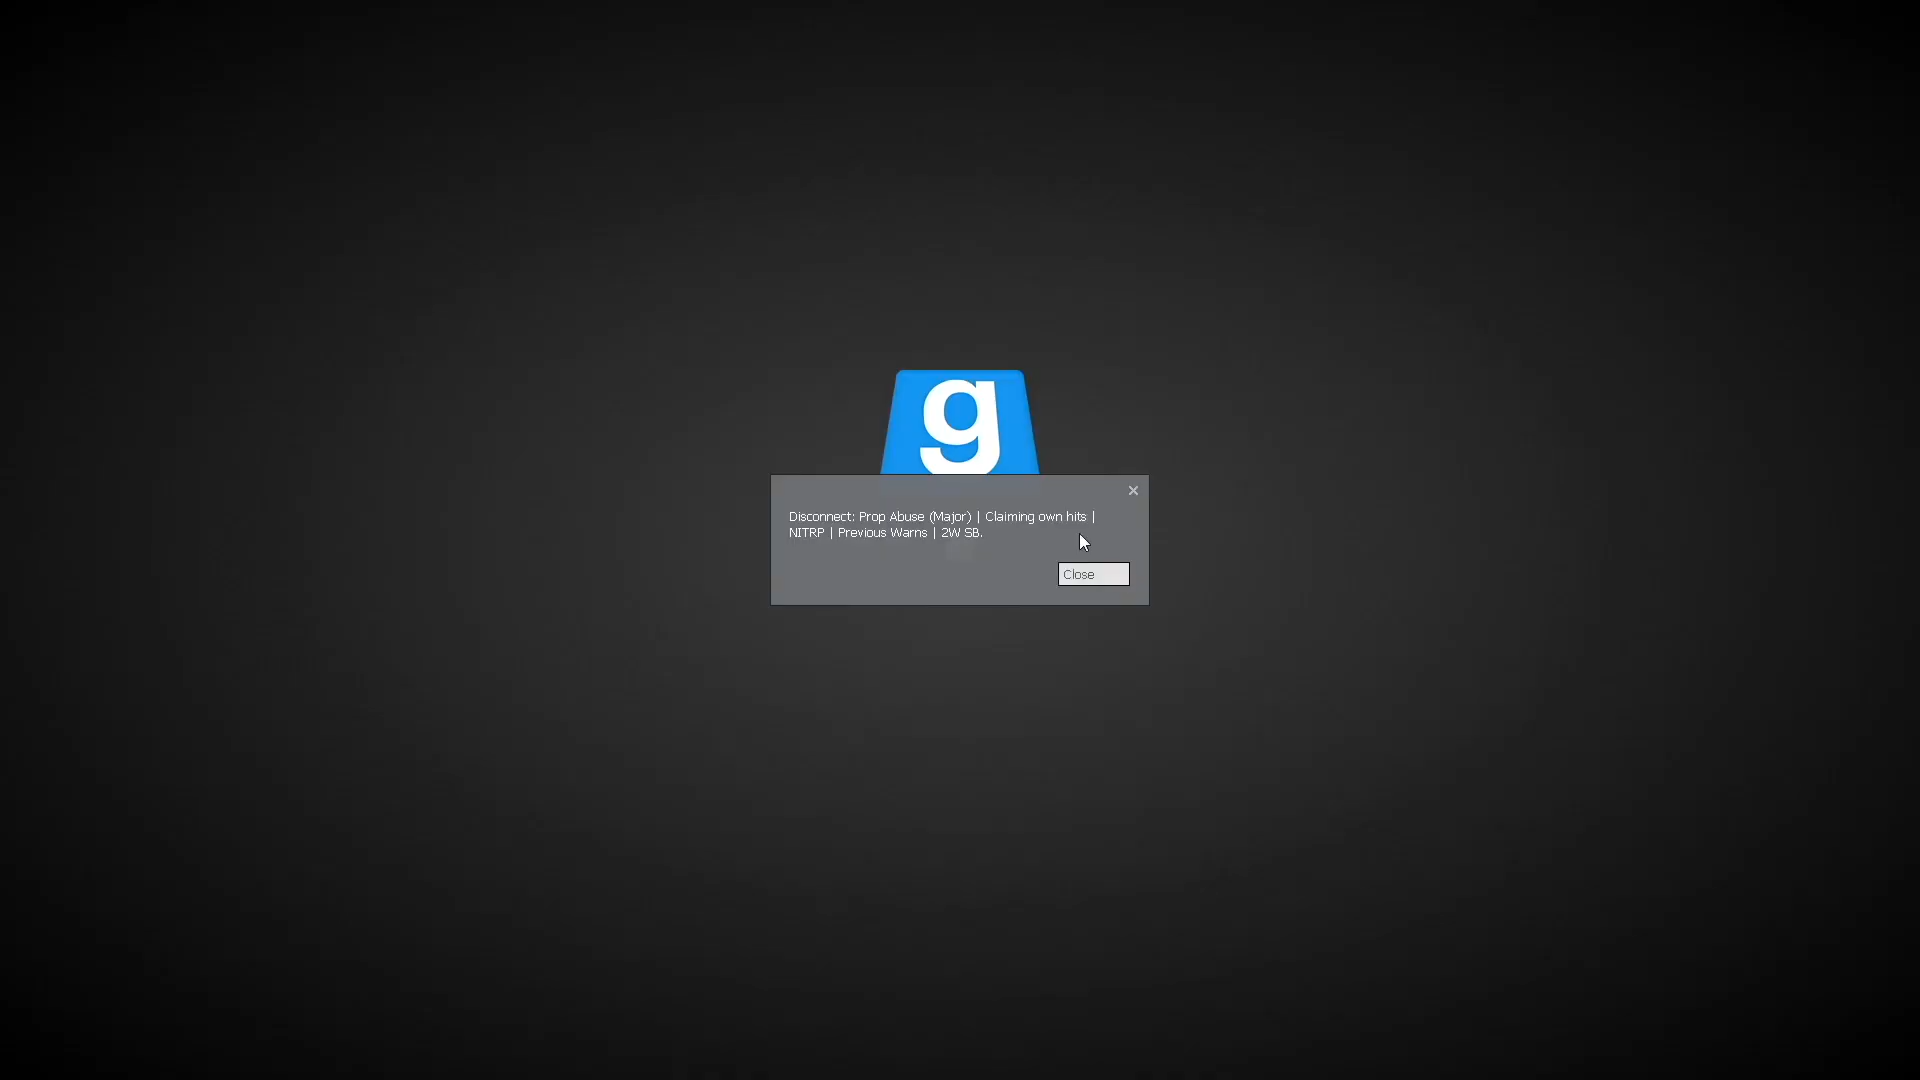 g
Disconnect: Prop Abuse (Major) | Claiming own hits |
NITRP | Previous Warns | 2W SB.
Close